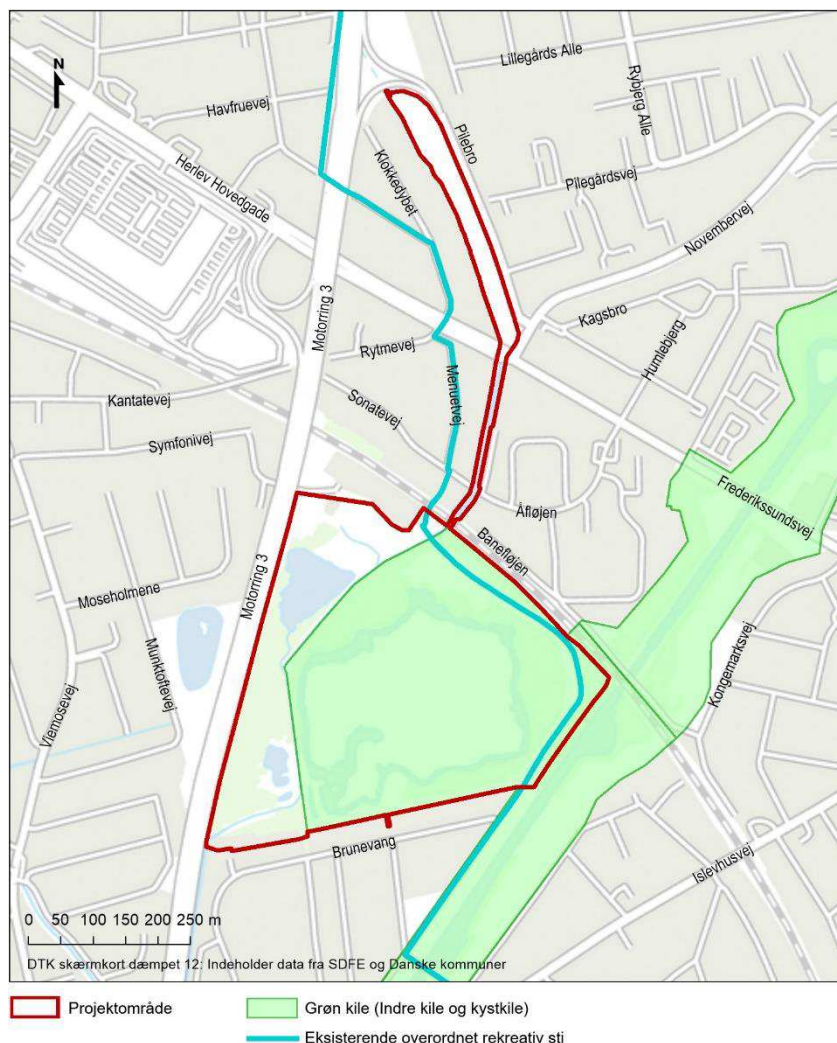 N
Lillegårds Alle
Rybjerg Alle
Havfruevej
Pilebro
Klokkedybet
Herlev Hovedgade
Pilegårdsvej
Novembervej
Motorring 3
Kagsbro
Humlebjerg
Rytmevej
Menuetvej
Kantatevej
Sonatevej
Symfonivej
Frederikssundsvej
Åfløjen
Banefløjen
Motorring 3
Moseholmene
Munktoftevej
Viemosevej
Kongemarksvej
Brunevang
Islevhusvej
0 50 100 150 200 250 m
DTK skærmkort dæmpet 12: Indeholder data fra SDFE og Danske kommuner
Projektområde
Grøn kile (Indre kile og kystkile)
Eksisterende overordnet rekreativ sti